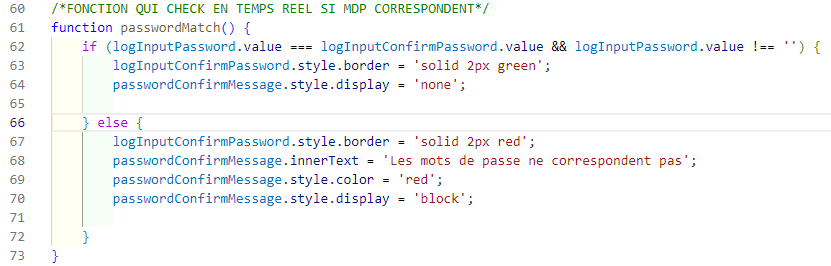 60 /*FONCTION QUI CHECK EN TEMPS REEL SI MDP CORRESPONDENT*/
61 function passwordMatch() {
62     if (logInputPassword.value === logInputConfirmPassword.value && logInputPassword.value !== '') {
63         logInputConfirmPassword.style.border = 'solid 2px green';
64         passwordConfirmMessage.style.display = 'none';
65
66     } else {
67         logInputConfirmPassword.style.border = 'solid 2px red';
68         passwordConfirmMessage.innerText = 'Les mots de passe ne correspondent pas';
69         passwordConfirmMessage.style.color = 'red';
70         passwordConfirmMessage.style.display = 'block';
71
72     }
73 }